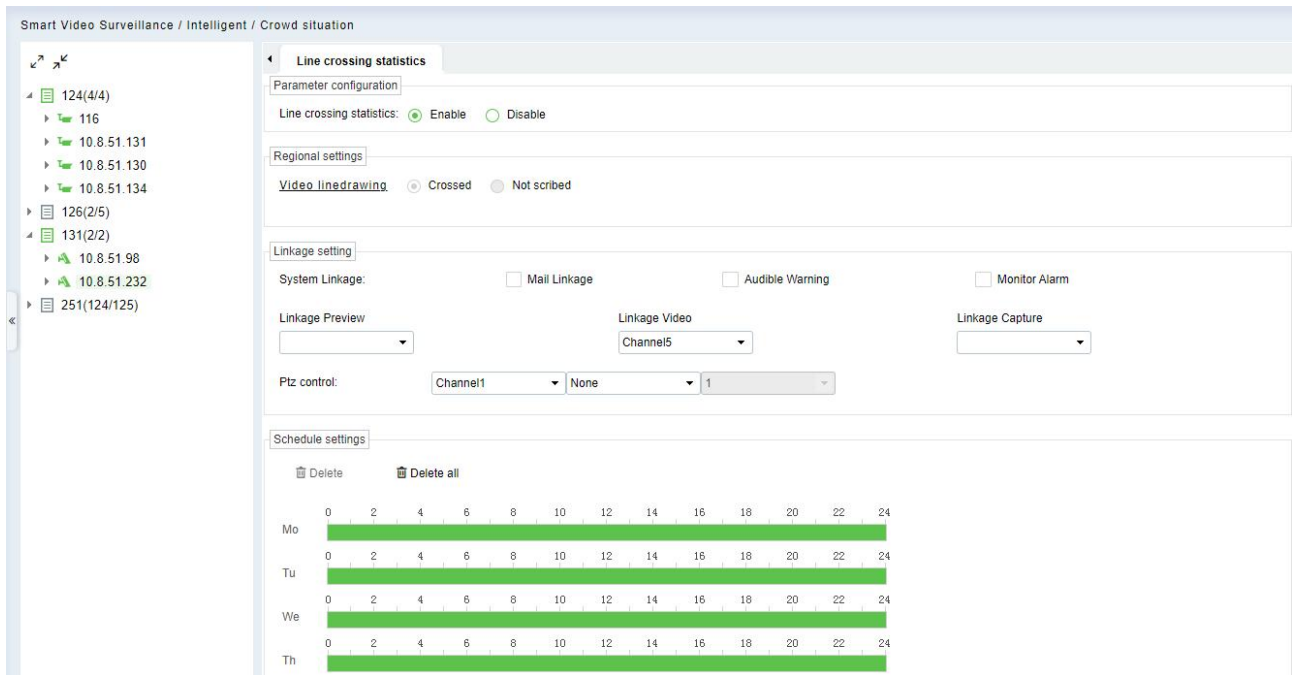 Smart Video Surveillance / Intelligent / Crowd situation
Line crossing statistics
124(4/4)
116
10.8.51.131
10.8.51.130
10.8.51.134
126(2/5)
131(2/2)
10.8.51.98
10.8.51.232
251(124/125)
«
Parameter configuration
Line crossing statistics: Enable Disable
Regional settings
Video linedrawing Crossed Not scribed
Linkage setting
System Linkage: Mail Linkage Audible Warning Monitor Alarm
Linkage Preview Linkage Video Linkage Capture
Channel5
Ptz control: Channel1 None 1
Schedule settings
Delete Delete all
0 2 4 6 8 10 12 14 16 18 20 22 24
Mo
0 2 4 6 8 10 12 14 16 18 20 22 24
Tu
0 2 4 6 8 10 12 14 16 18 20 22 24
We
0 2 4 6 8 10 12 14 16 18 20 22 24
Th